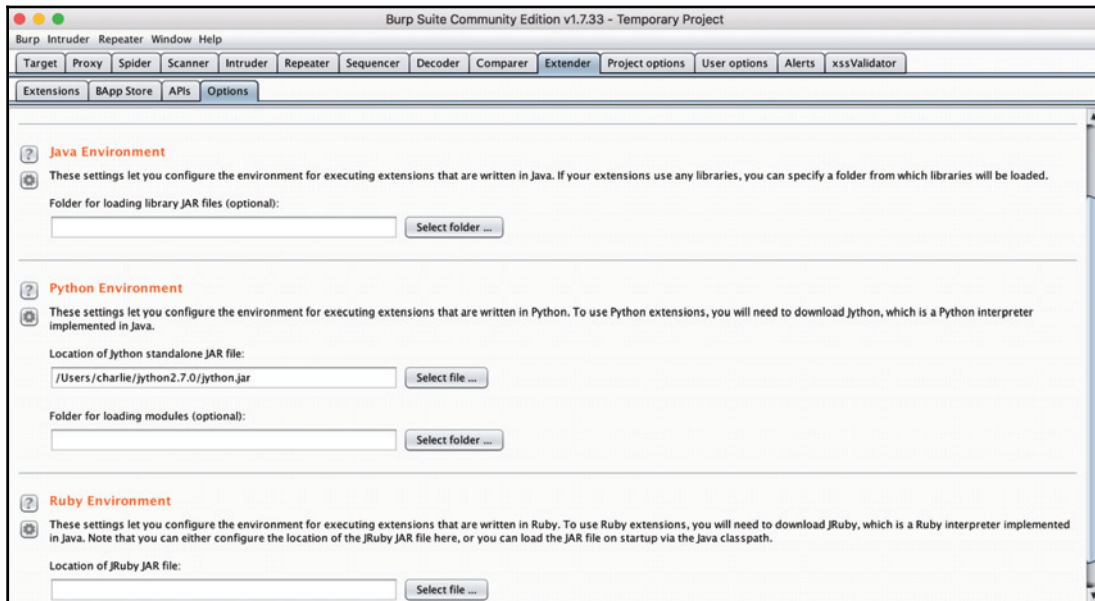 Burp Suite Community Edition v1.7.33 - Temporary Project
Burp Intruder Repeater Window Help
Target Proxy Spider Scanner Intruder Repeater Sequencer Decoder Comparer Extender Project options User options Alerts xssValidator
Extensions BApp Store APIs Options
? Java Environment
These settings let you configure the environment for executing extensions that are written in Java. If your extensions use any libraries, you can specify a folder from which libraries will be loaded.
Folder for loading library JAR files (optional):
Select folder ...
? Python Environment
These settings let you configure the environment for executing extensions that are written in Python. To use Python extensions, you will need to download Jython, which is a Python interpreter
implemented in Java.
Location of Jython standalone JAR file:
/Users/charlie/jython2.7.0/jython.jar Select file ...
Folder for loading modules (optional):
Select folder ...
? Ruby Environment
These settings let you configure the environment for executing extensions that are written in Ruby. To use Ruby extensions, you will need to download JRuby, which is a Ruby interpreter implemented
in Java. Note that you can either configure the location of the JRuby JAR file here, or you can load the JAR file on startup via the Java classpath.
Location of JRuby JAR file:
Select file ...